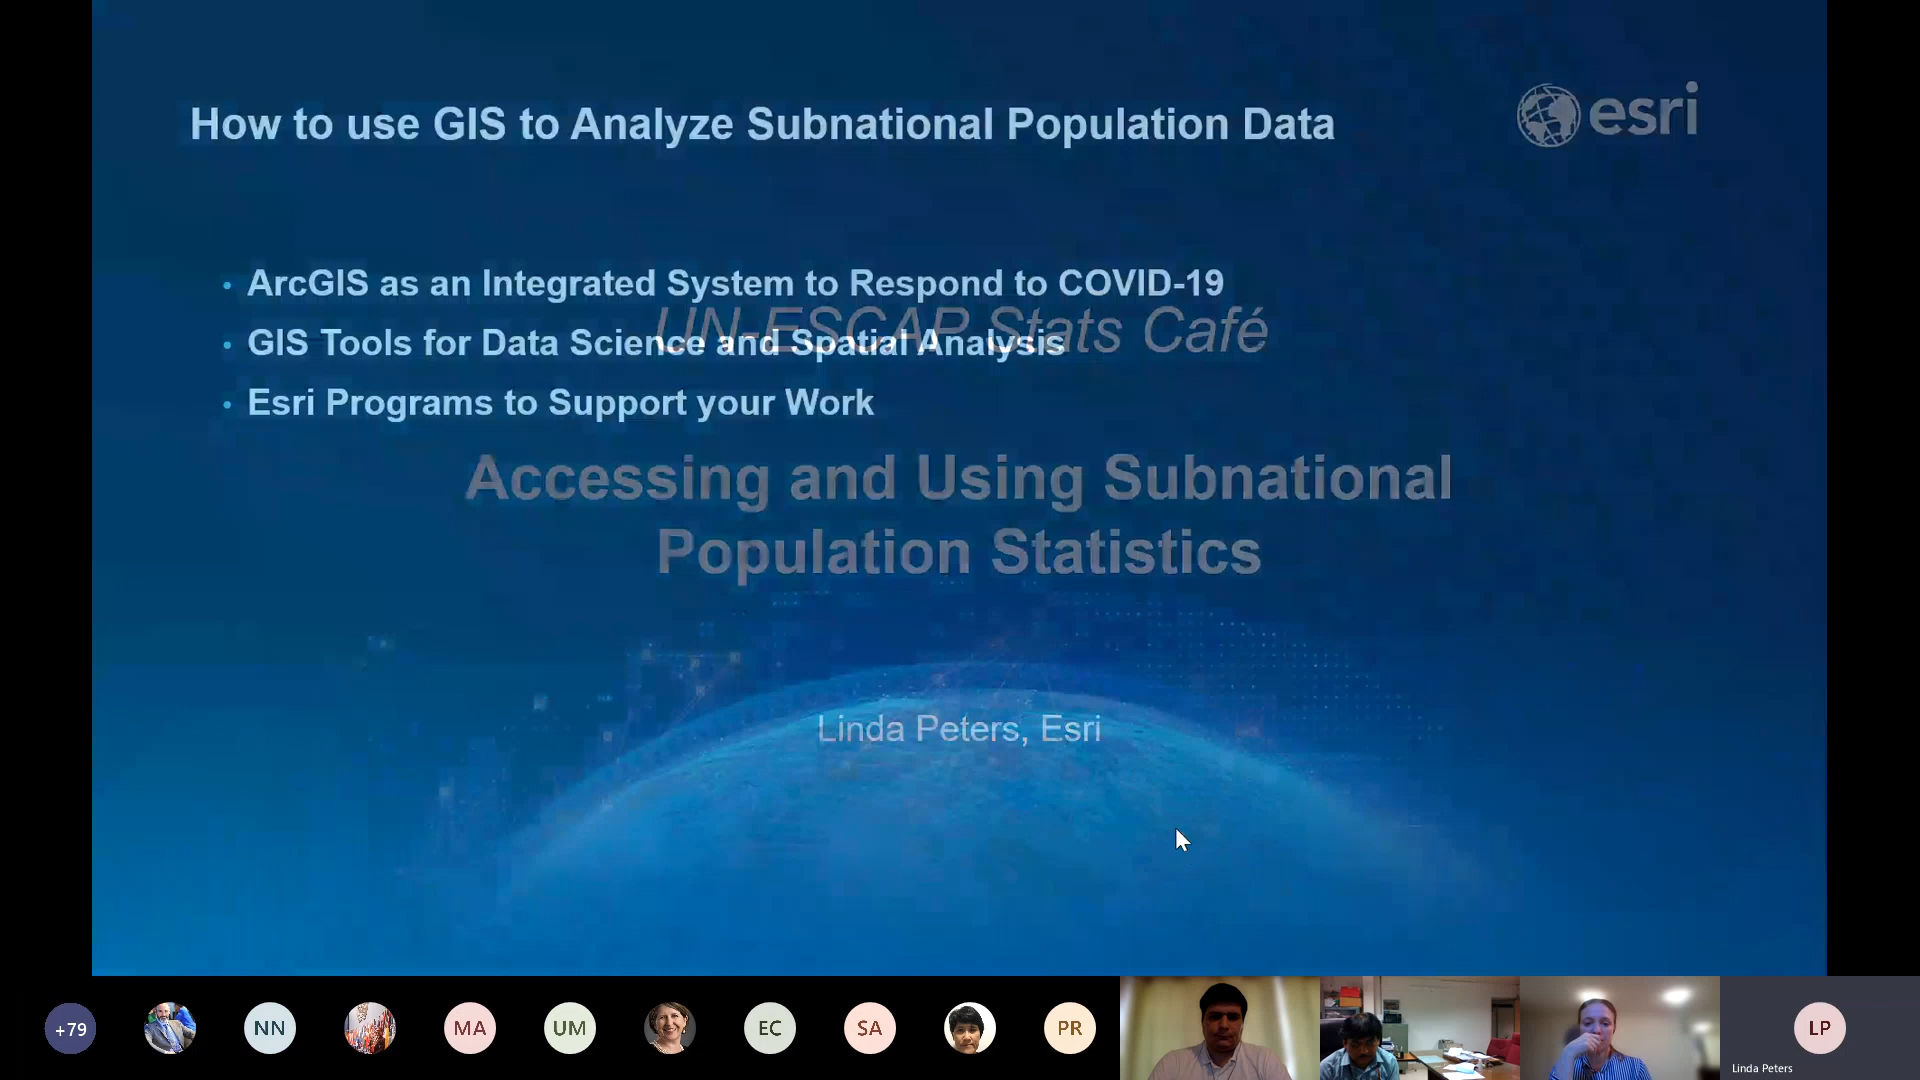 How to use GIS to Analyze Subnational Population Data
esri
ArcGIS as an Integrated System to Respond to COVID-19
UN-ESCAP Stats Café
GIS Tools for Data Science and Spatial Analysis
Esri Programs to Support your Work
Accessing and Using Subnational
Population Statistics
Linda Peters, Esri
+79
NN
MA
UM
EC
SA
PR
LP
Linda Peters